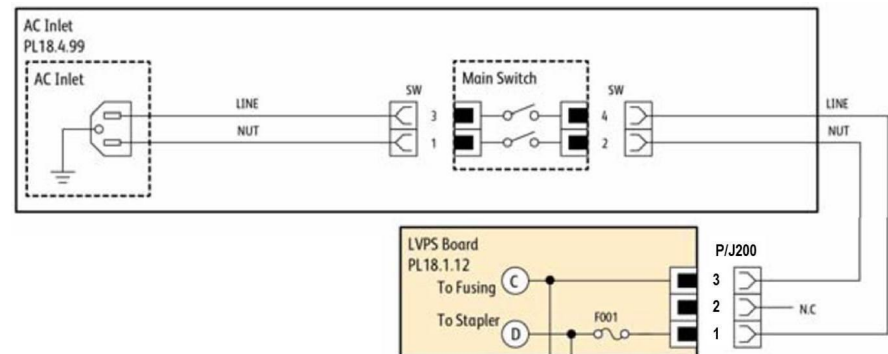 AC Inlet
PL18.4.99
AC Inlet
Main Switch
SW
SW
LINE
LINE
3
4
NUT
NUT
1
2
LVPS Board
PL18.1.12
P/J200
To Fusing
C
3
2
N.C
To Stapler
D
F001
1